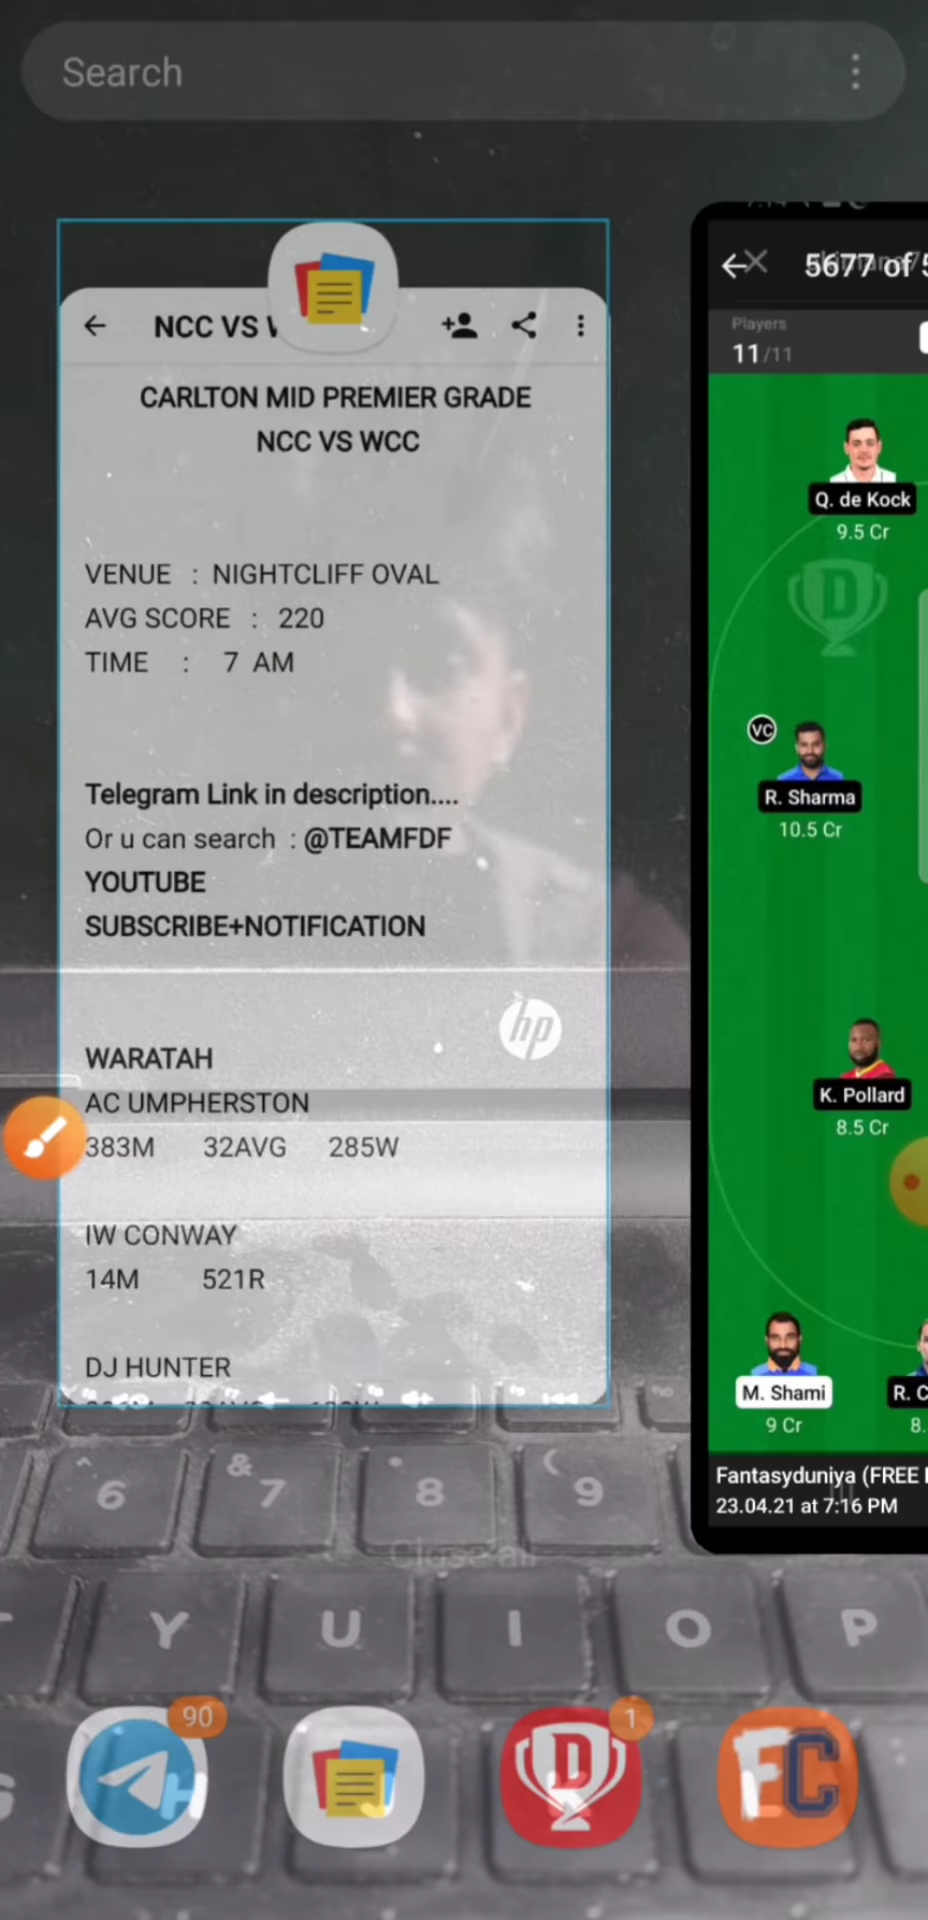 Search
NCC VS
CARLTON MID PREMIER GRADE
NCC VS WCC
VENUE : NIGHTCLIFF OVAL
AVG SCORE : 220
TIME : 7 AM
Telegram Link in description....
Or u can search : @TEAMFDF
YOUTUBE
SUBSCRIBE+NOTIFICATION
hp
WARATAH
AC UMPHERSTON
383M 32AVG 285W
IW CONWAY
14M 521R
DJ HUNTER
5677 of
Players
11/11
Q. de Kock
9.5 Cr
D
VC
R. Sharma
10.5 Cr
K. Pollard
8.5 Cr
M. Shami
9 Cr
R. C
8.
Fantasyduniya (FREE
23.04.21 at 7:16 PM
6
& 7
8
( 9
Close all
Y U I O P
90
1
H
J
D
FC